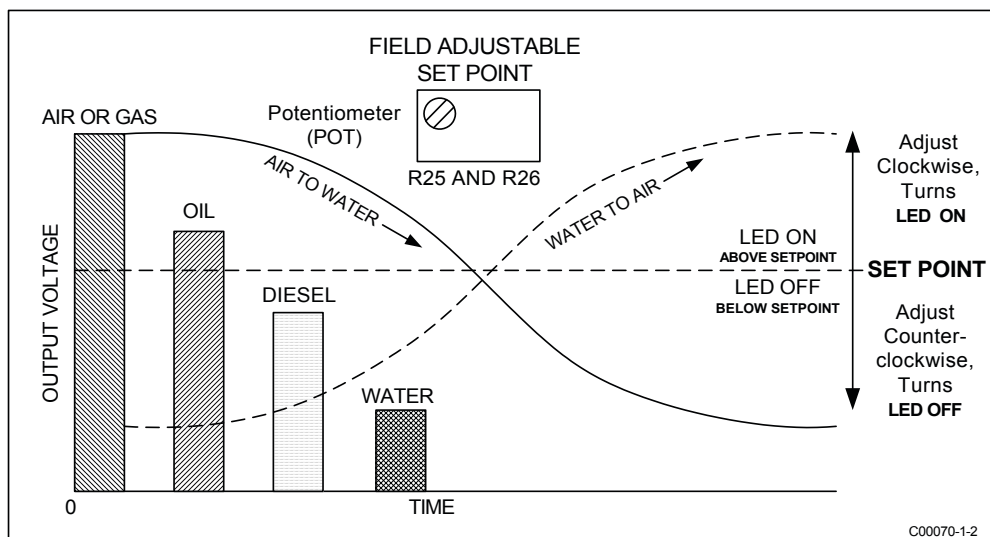 FIELD ADJUSTABLE
SET POINT
Potentiometer
(POT)
R25 AND R26
AIR OR GAS
AIR TO WATER
WATER TO AIR
OIL
DIESEL
WATER
OUTPUT VOLTAGE
0
TIME
LED ON
ABOVE SETPOINT
LED OFF
BELOW SETPOINT
Adjust
Clockwise,
Turns
LED ON
SET POINT
Adjust
Counter-
clockwise,
Turns
LED OFF
C00070-1-2